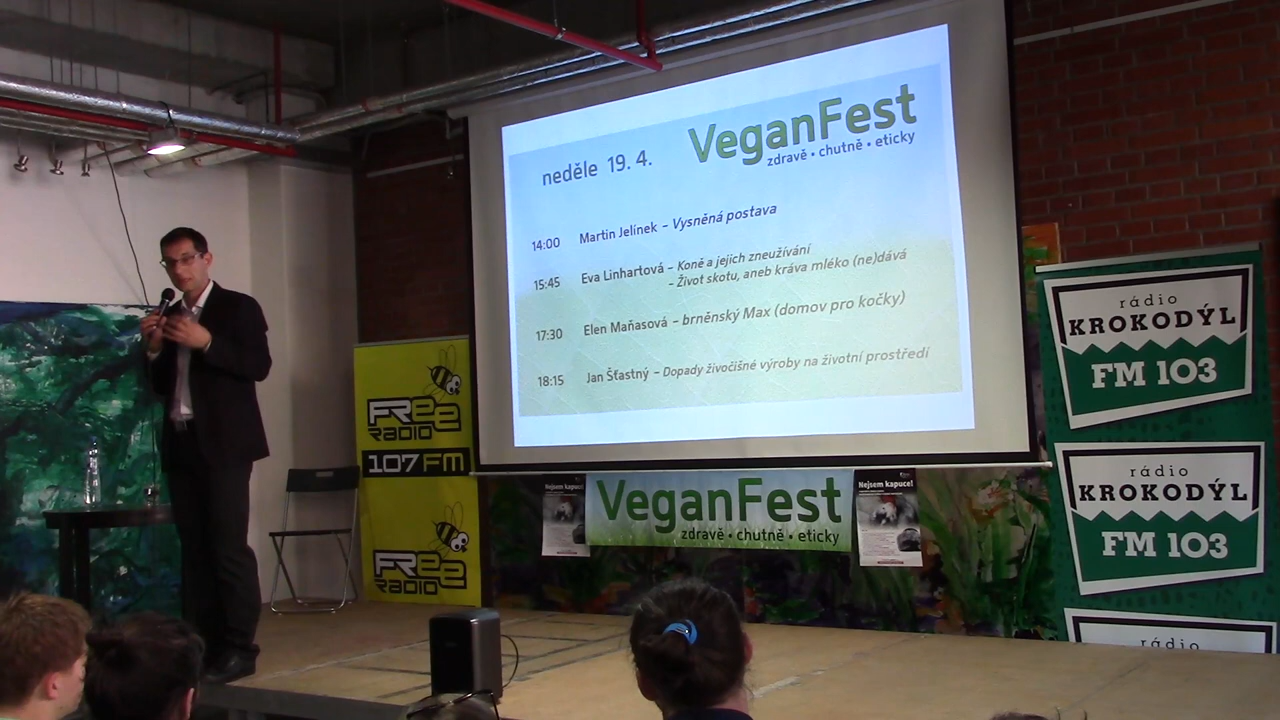 VeganFest
zdravě • chutně • eticky
neděle 19. 4.
14:00 Martin Jelínek – Vysněná postava
15:45 Eva Linhartová – Koně a jejich zneužívání
– Život skotu, aneb kráva mléko (ne)dává
17:30 Elen Maňasová – brněnský Max (domov pro kočky)
18:15 Jan Šťastný – Dopady živočišné výroby na životní prostředí
FREE
RADIO
107 FM
FREE
RADIO
Nejsem kapuce!
VeganFest
zdravě • chutně • eticky
Nejsem kapuce!
rádio
KROKODÝL
FM 103
rádio
KROKODÝL
FM 103
rádio